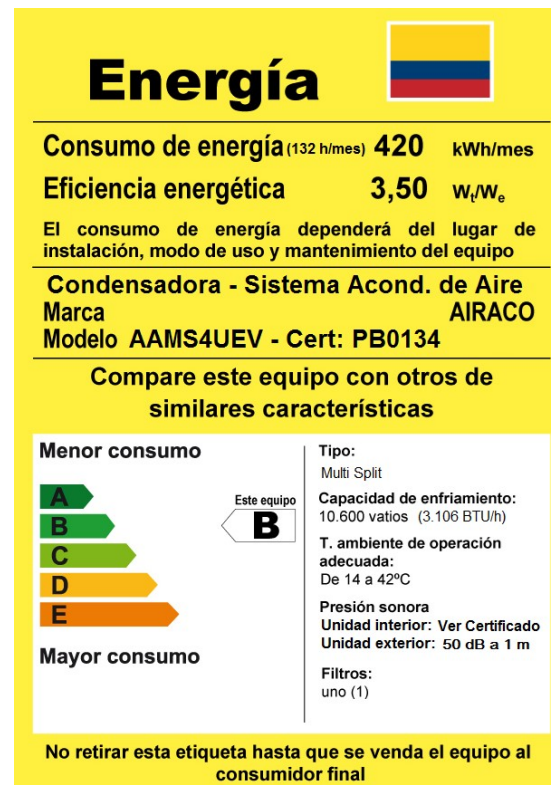 Energía
Consumo de energía (132 h/mes) 420 kWh/mes
Eficiencia energética 3,50 Wt/We
El consumo de energía dependerá del lugar de
instalación, modo de uso y mantenimiento del equipo
Condensadora - Sistema Acond. de Aire
Marca AIRACO
Modelo AAMS4UEV - Cert: PB0134
Compare este equipo con otros de
similares características
Menor consumo
A
B
C
D
E
Mayor consumo
Este equipo
B
Tipo:
Multi Split
Capacidad de enfriamiento:
10.600 vatios (3.106 BTU/h)
T. ambiente de operación
adecuada:
De 14 a 42ºC
Presión sonora
Unidad interior: Ver Certificado
Unidad exterior: 50 dB a 1 m
Filtros:
uno (1)
No retirar esta etiqueta hasta que se venda el equipo al
consumidor final